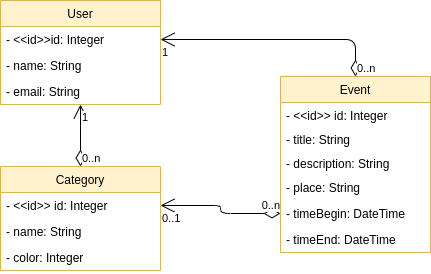 User
- <<id>>id: Integer
- name: String
- email: String
1
0..n
Event
- <<id>> id: Integer
- title: String
- description: String
- place: String
- timeBegin: DateTime
- timeEnd: DateTime
1
0..n
Category
- <<id>> id: Integer
- name: String
- color: Integer
0..1
0..n